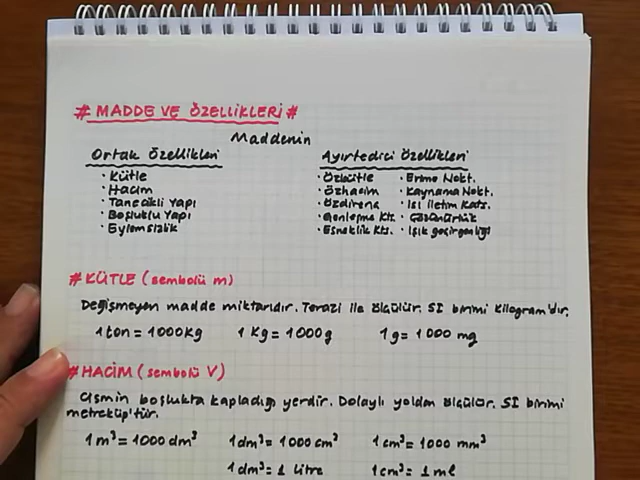 # MADDE VE ÖZELLİKLERİ #
Maddenin
Ortak Özellikleri
Ayırtedici Özellikleri
· Kütle
· Hacim
· Tanecikli Yapı
· Boşluklu Yapı
· Eylemsizlik
· Özkütle · Erime Nokt.
· Özhacim · Kaynama Nokt.
· Özdirenç · Isı iletim Kats.
· Genleşme Kts. · Çözünürlük
· Esneklik Kts. · Işık geçirgenliği
# KÜTLE (sembolü m)
Değişmeyen madde miktarıdır. Terazi ile ölçülür. SI birimi Kilogram'dır.
1 ton = 1000 Kg 1 Kg = 1000 g 1 g = 1000 mg
# HACİM (sembolü V)
Cismin boşlukta kapladığı yerdir. Dolaylı yoldan ölçülür. SI birimi
metreküp'tür.
1 m³ = 1000 dm³ 1 dm³ = 1000 cm³ 1 cm³ = 1000 mm³
1 dm³ = 1 litre 1 cm³ = 1 ml